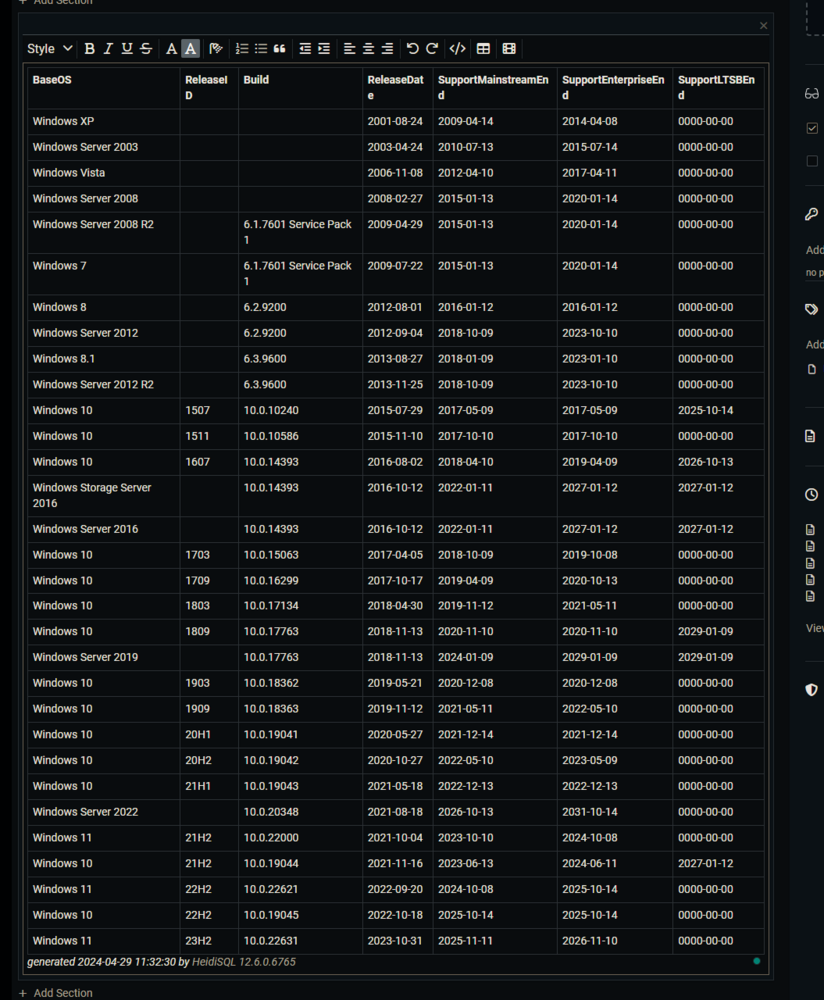 + Add Section
×
Style B I U S A A
BaseOS ReleaseID Build ReleaseDate SupportMainstreamEnd SupportEnterpriseEnd SupportLTSBEnd
Windows XP 2001-08-24 2009-04-14 2014-04-08 0000-00-00
Windows Server 2003 2003-04-24 2010-07-13 2015-07-14 0000-00-00
Windows Vista 2006-11-08 2012-04-10 2017-04-11 0000-00-00
Windows Server 2008 2008-02-27 2015-01-13 2020-01-14 0000-00-00
Windows Server 2008 R2 6.1.7601 Service Pack 1 2009-04-29 2015-01-13 2020-01-14 0000-00-00
Windows 7 6.1.7601 Service Pack 1 2009-07-22 2015-01-13 2020-01-14 0000-00-00
Windows 8 6.2.9200 2012-08-01 2016-01-12 2016-01-12 0000-00-00
Windows Server 2012 6.2.9200 2012-09-04 2018-10-09 2023-10-10 0000-00-00
Windows 8.1 6.3.9600 2013-08-27 2018-01-09 2023-01-10 0000-00-00
Windows Server 2012 R2 6.3.9600 2013-11-25 2018-10-09 2023-10-10 0000-00-00
Windows 10 1507 10.0.10240 2015-07-29 2017-05-09 2017-05-09 2025-10-14
Windows 10 1511 10.0.10586 2015-11-10 2017-10-10 2017-10-10 0000-00-00
Windows 10 1607 10.0.14393 2016-08-02 2018-04-10 2019-04-09 2026-10-13
Windows Storage Server 2016 10.0.14393 2016-10-12 2022-01-11 2027-01-12 2027-01-12
Windows Server 2016 10.0.14393 2016-10-12 2022-01-11 2027-01-12 2027-01-12
Windows 10 1703 10.0.15063 2017-04-05 2018-10-09 2019-10-08 0000-00-00
Windows 10 1709 10.0.16299 2017-10-17 2019-04-09 2020-10-13 0000-00-00
Windows 10 1803 10.0.17134 2018-04-30 2019-11-12 2021-05-11 0000-00-00
Windows 10 1809 10.0.17763 2018-11-13 2020-11-10 2020-11-10 2029-01-09
Windows Server 2019 10.0.17763 2018-11-13 2024-01-09 2029-01-09 2029-01-09
Windows 10 1903 10.0.18362 2019-05-21 2020-12-08 2020-12-08 0000-00-00
Windows 10 1909 10.0.18363 2019-11-12 2021-05-11 2022-05-10 0000-00-00
Windows 10 20H1 10.0.19041 2020-05-27 2021-12-14 2021-12-14 0000-00-00
Windows 10 20H2 10.0.19042 2020-10-27 2022-05-10 2023-05-09 0000-00-00
Windows 10 21H1 10.0.19043 2021-05-18 2022-12-13 2022-12-13 0000-00-00
Windows Server 2022 10.0.20348 2021-08-18 2026-10-13 2031-10-14 0000-00-00
Windows 11 21H2 10.0.22000 2021-10-04 2023-10-10 2024-10-08 0000-00-00
Windows 10 21H2 10.0.19044 2021-11-16 2023-06-13 2024-06-11 2027-01-12
Windows 11 22H2 10.0.22621 2022-09-20 2024-10-08 2025-10-14 0000-00-00
Windows 10 22H2 10.0.19045 2022-10-18 2025-10-14 2025-10-14 0000-00-00
Windows 11 23H2 10.0.22631 2023-10-31 2025-11-11 2026-11-10 0000-00-00
generated 2024-04-29 11:32:30 by HeidiSQL 12.6.0.6765
+ Add Section
Add
no p
Add
Viev